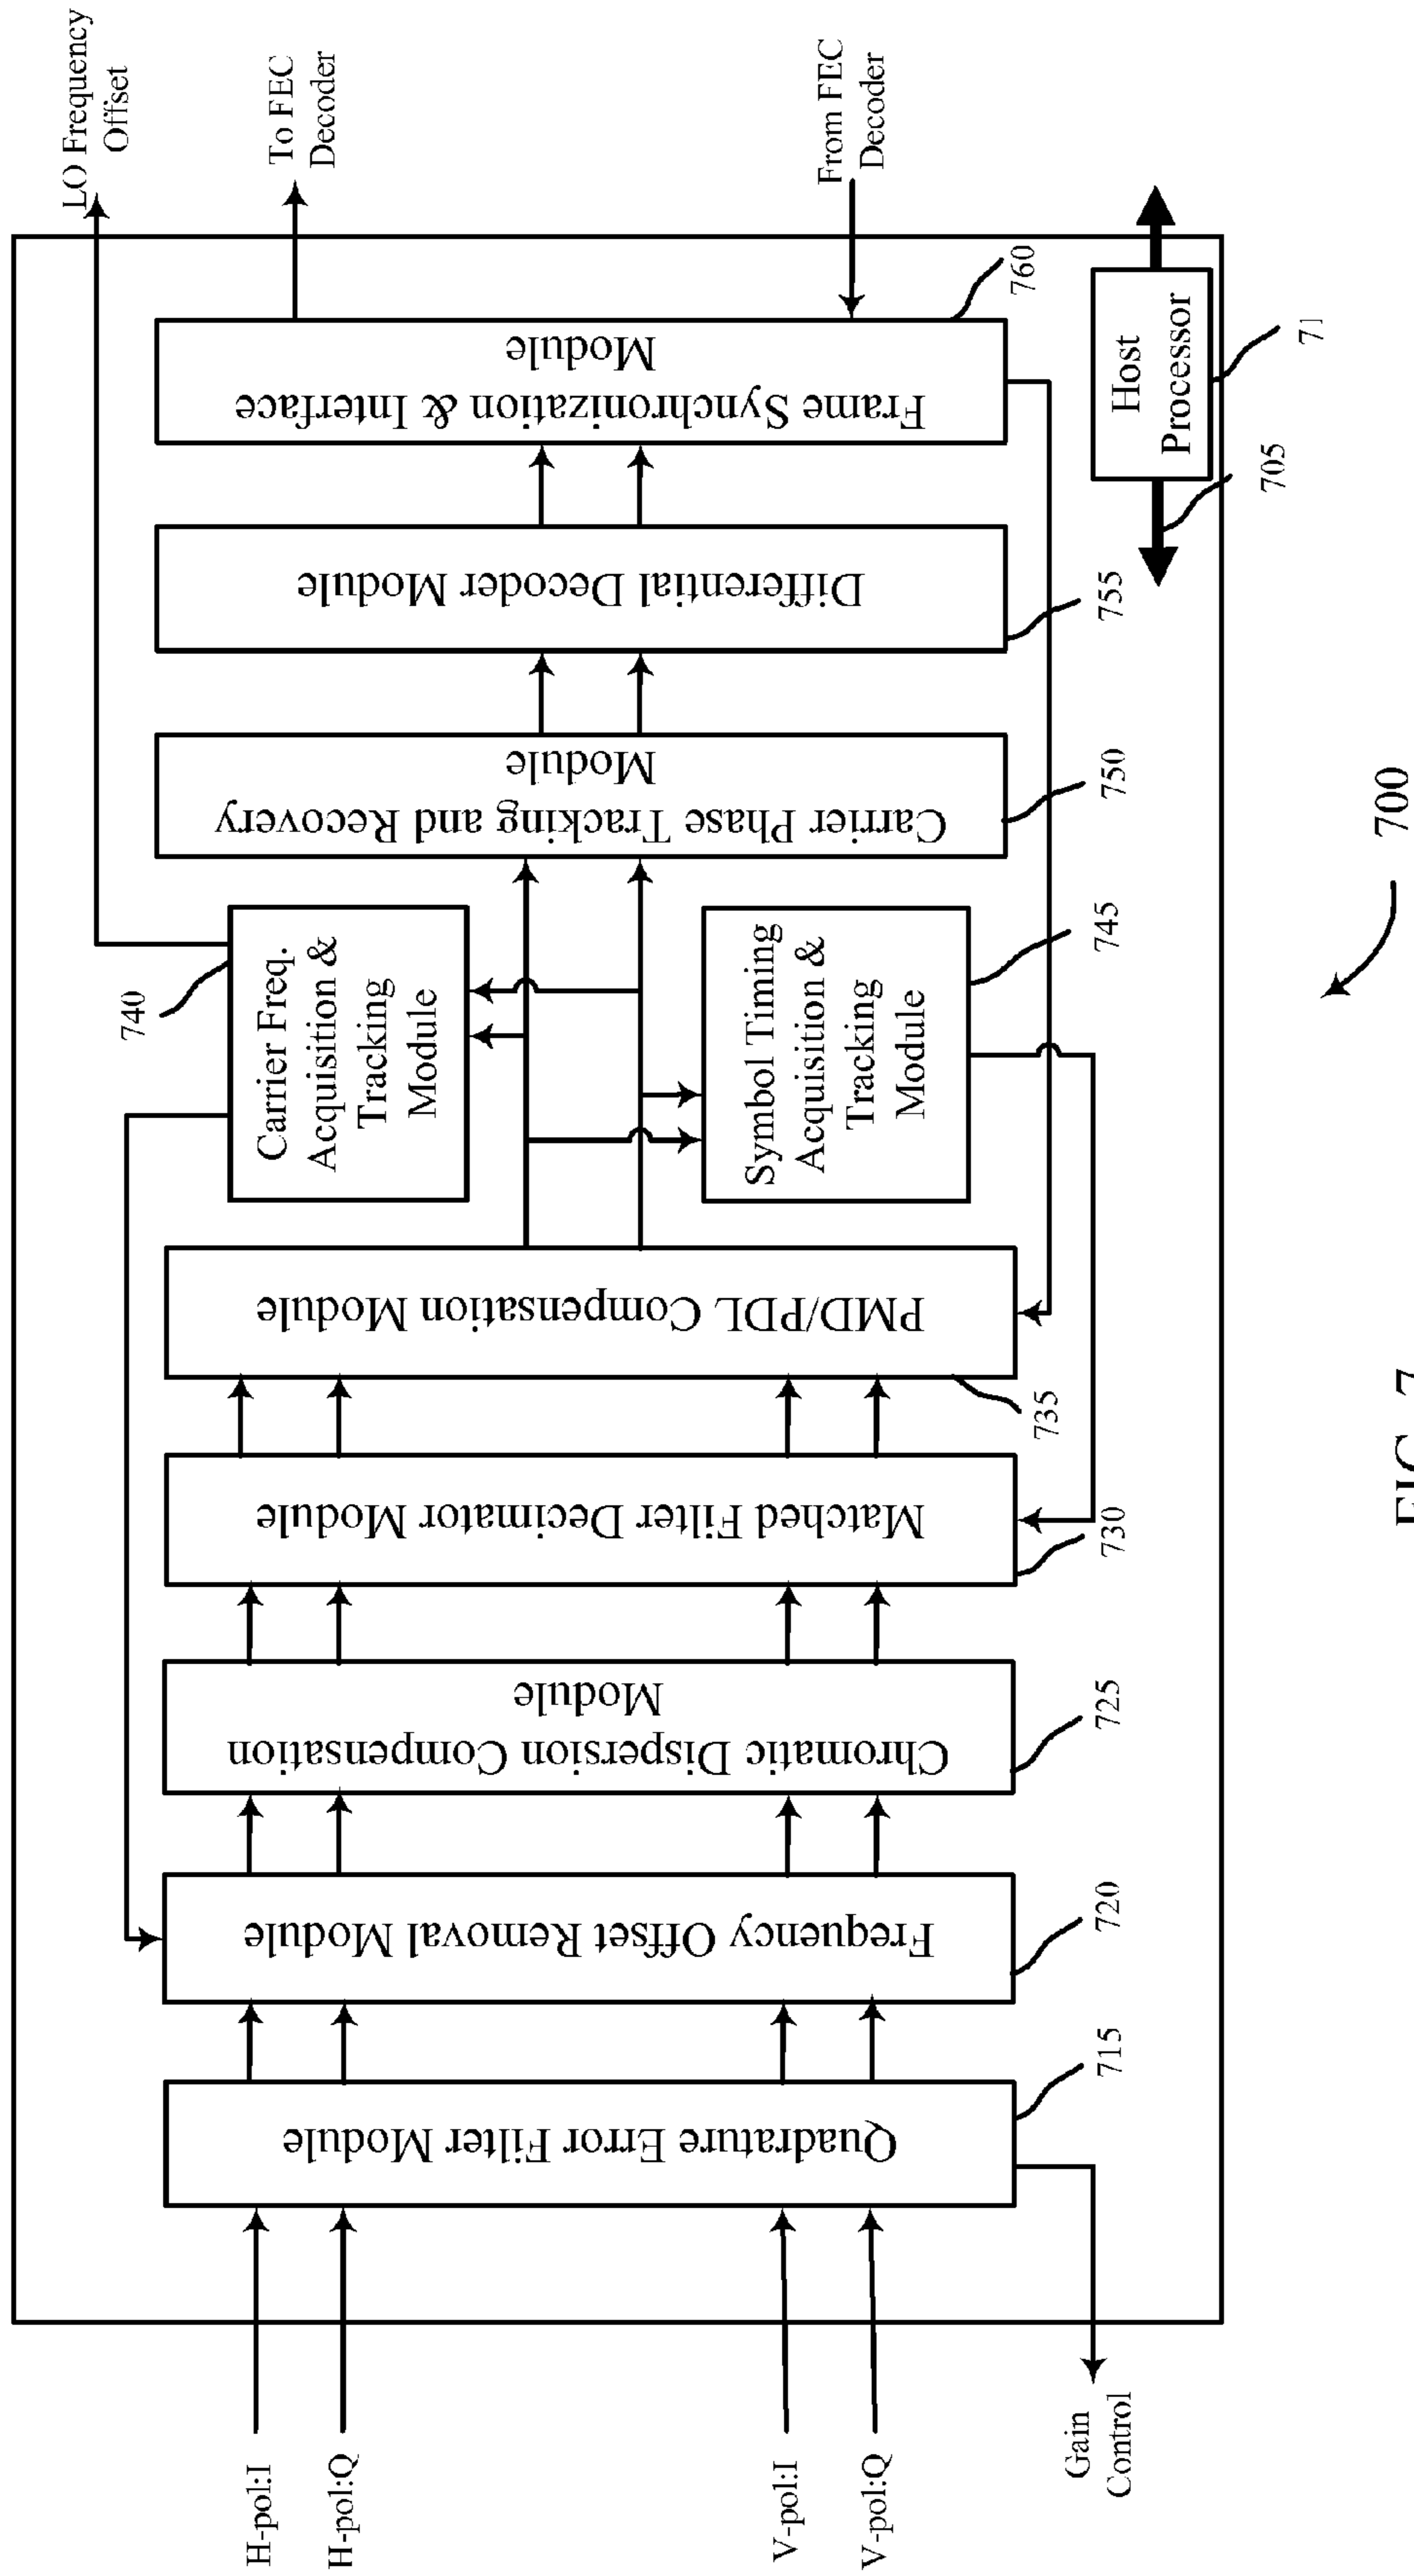 LO Frequency
Offset
To FEC
Decoder
From FEC
Decoder
H-pol:I
H-pol:Q
V-pol:I
V-pol:Q
Gain
Control
Quadrature Error Filter Module
715
Frequency Offset Removal Module
720
Chromatic Dispersion Compensation
Module
725
Matched Filter Decimator Module
730
PMD/PDL Compensation Module
735
Carrier Freq.
Acquisition &
Tracking
Module
740
Symbol Timing
Acquisition &
Tracking
Module
745
Carrier Phase Tracking and Recovery
Module
750
Differential Decoder Module
755
Frame Synchronization & Interface
Module
760
Host
Processor
705
71
700
FIG. 7